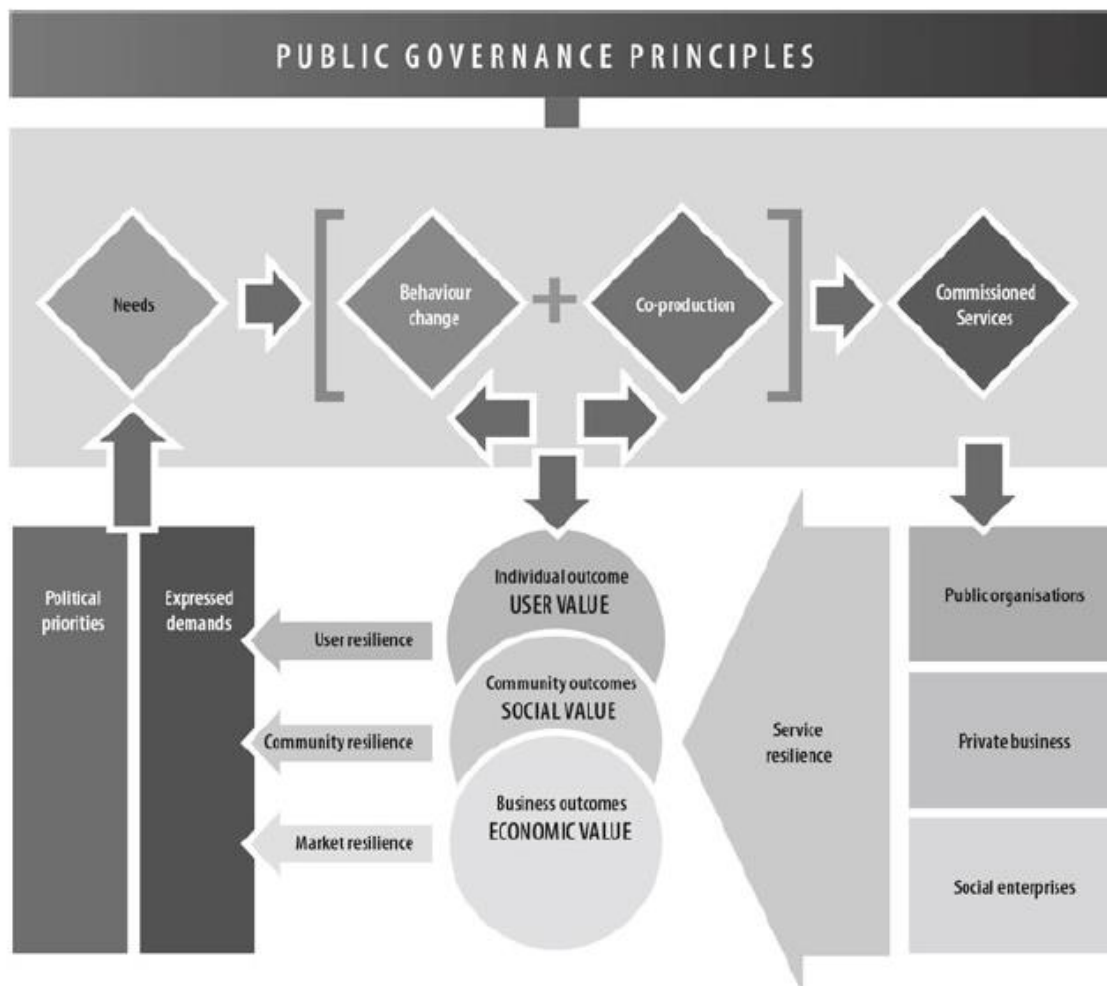 PUBLIC GOVERNANCE PRINCIPLES
Needs
Behaviour
change
+
Co-production
Commissioned
Services
Political
priorities
Expressed
demands
User resilience
Community resilience
Market resilience
Individual outcome
USER VALUE
Community outcomes
SOCIAL VALUE
Business outcomes
ECONOMIC VALUE
Service
resilience
Public organisations
Private business
Social enterprises